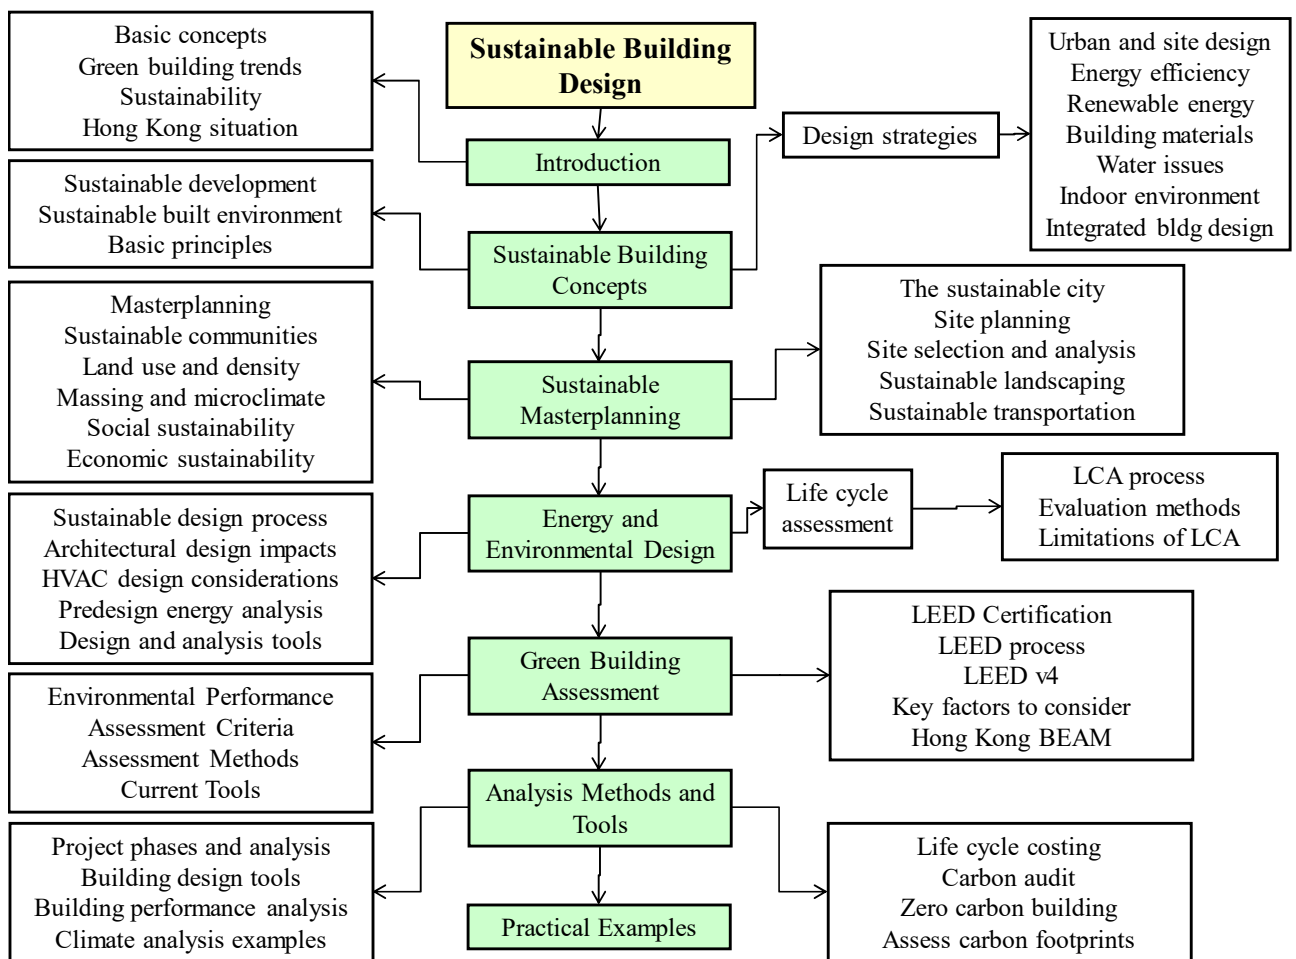 Sustainable Building
Design
Introduction
Basic concepts
Green building trends
Sustainability
Hong Kong situation
Sustainable Building
Concepts
Sustainable development
Sustainable built environment
Basic principles
Design strategies
Urban and site design
Energy efficiency
Renewable energy
Building materials
Water issues
Indoor environment
Integrated bldg design
Sustainable
Masterplanning
Masterplanning
Sustainable communities
Land use and density
Massing and microclimate
Social sustainability
Economic sustainability
The sustainable city
Site planning
Site selection and analysis
Sustainable landscaping
Sustainable transportation
Energy and
Environmental Design
Sustainable design process
Architectural design impacts
HVAC design considerations
Predesign energy analysis
Design and analysis tools
Life cycle
assessment
LCA process
Evaluation methods
Limitations of LCA
Green Building
Assessment
Environmental Performance
Assessment Criteria
Assessment Methods
Current Tools
LEED Certification
LEED process
LEED v4
Key factors to consider
Hong Kong BEAM
Analysis Methods and
Tools
Project phases and analysis
Building design tools
Building performance analysis
Climate analysis examples
Life cycle costing
Carbon audit
Zero carbon building
Assess carbon footprints
Practical Examples